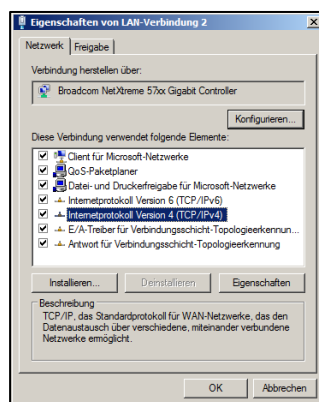 Eigenschaften von LAN-Verbindung 2
Netzwerk Freigabe
Verbindung herstellen über:
Broadcom NetXtreme 57xx Gigabit Controller
Konfigurieren...
Diese Verbindung verwendet folgende Elemente:
Client für Microsoft-Netzwerke
QoS-Paketplaner
Datei- und Druckerfreigabe für Microsoft-Netzwerke
Internetprotokoll Version 6 (TCP/IPv6)
Internetprotokoll Version 4 (TCP/IPv4)
E/A-Treiber für Verbindungsschicht-Topologieerkennun...
Antwort für Verbindungsschicht-Topologieerkennung
Installieren... Deinstallieren Eigenschaften
Beschreibung
TCP/IP, das Standardprotokoll für WAN-Netzwerke, das den
Datenaustausch über verschiedene, miteinander verbundene
Netzwerke ermöglicht.
OK Abbrechen